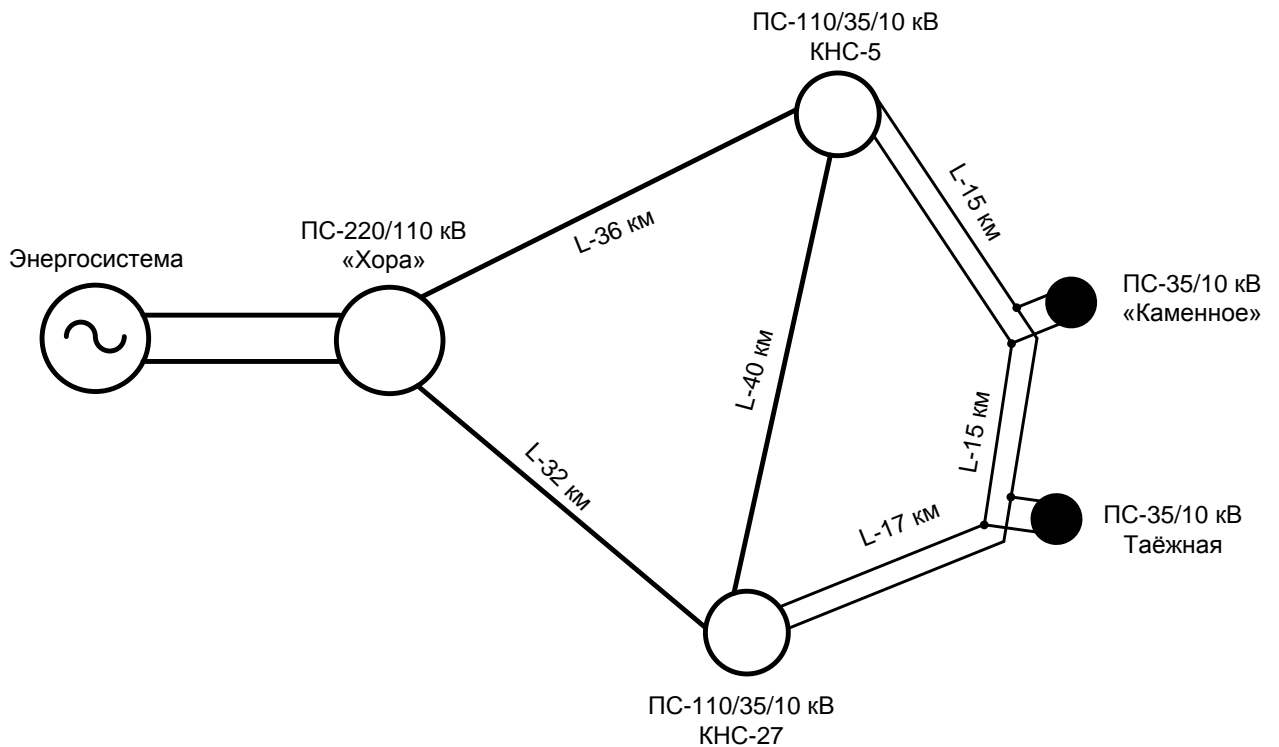 ПС-110/35/10 кВ
КНС-5
L-15 км
L-36 км
ПС-220/110 кВ
«Хора»
Энергосистема
ПС-35/10 кВ
«Каменное»
L-40 км
L-15 км
L-32 км
L-17 км
ПС-35/10 кВ
Таёжная
ПС-110/35/10 кВ
КНС-27